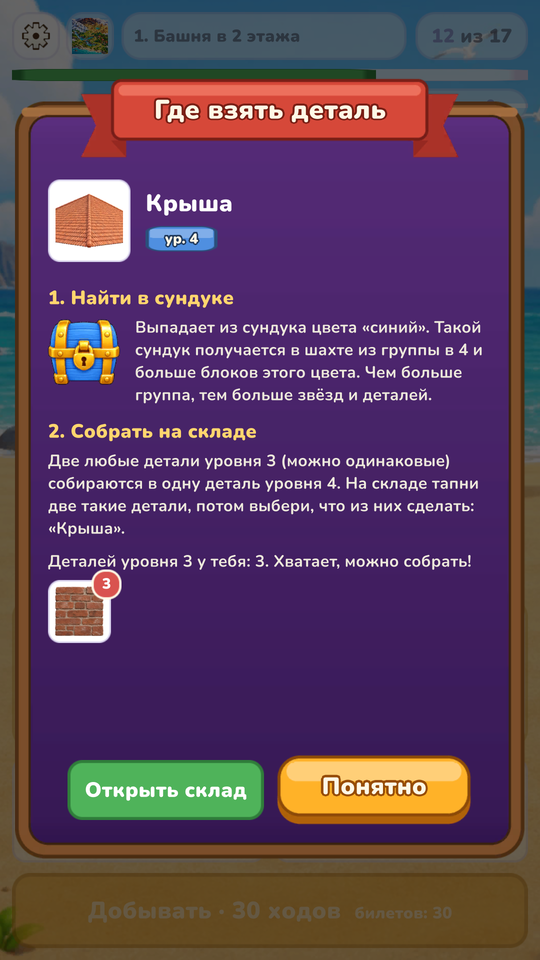 1. Башня в 2 этажа
12 из 17
Где взять деталь
Крыша
ур. 4
1. Найти в сундуке
Выпадает из сундука цвета «синий». Такой
сундук получается в шахте из группы в 4 и
больше блоков этого цвета. Чем больше
группа, тем больше звёзд и деталей.
2. Собрать на складе
Две любые детали уровня 3 (можно одинаковые)
собираются в одну деталь уровня 4. На складе тапни
две такие детали, потом выбери, что из них сделать:
«Крыша».
Деталей уровня 3 у тебя: 3. Хватает, можно собрать!
3
Открыть склад
Понятно
Добывать · 30 ходов билетов: 30